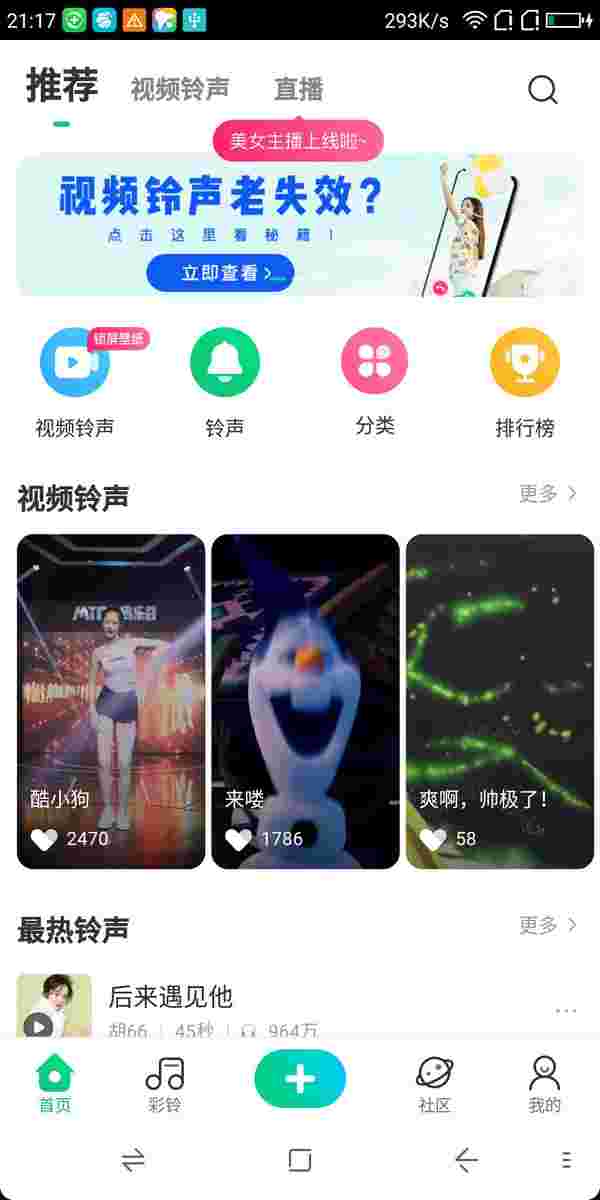 21:17
293K/s
推荐 视频铃声 直播
美女主播上线啦~
视频铃声老失效?
点击这里看秘籍!
立即查看
锁屏壁纸
视频铃声 铃声 分类 排行榜
视频铃声 更多
酷小狗 来喽 爽啊，帅极了!
2470 1786 58
最热铃声 更多
后来遇见他
胡66 45秒 964万
首页 彩铃 社区 我的